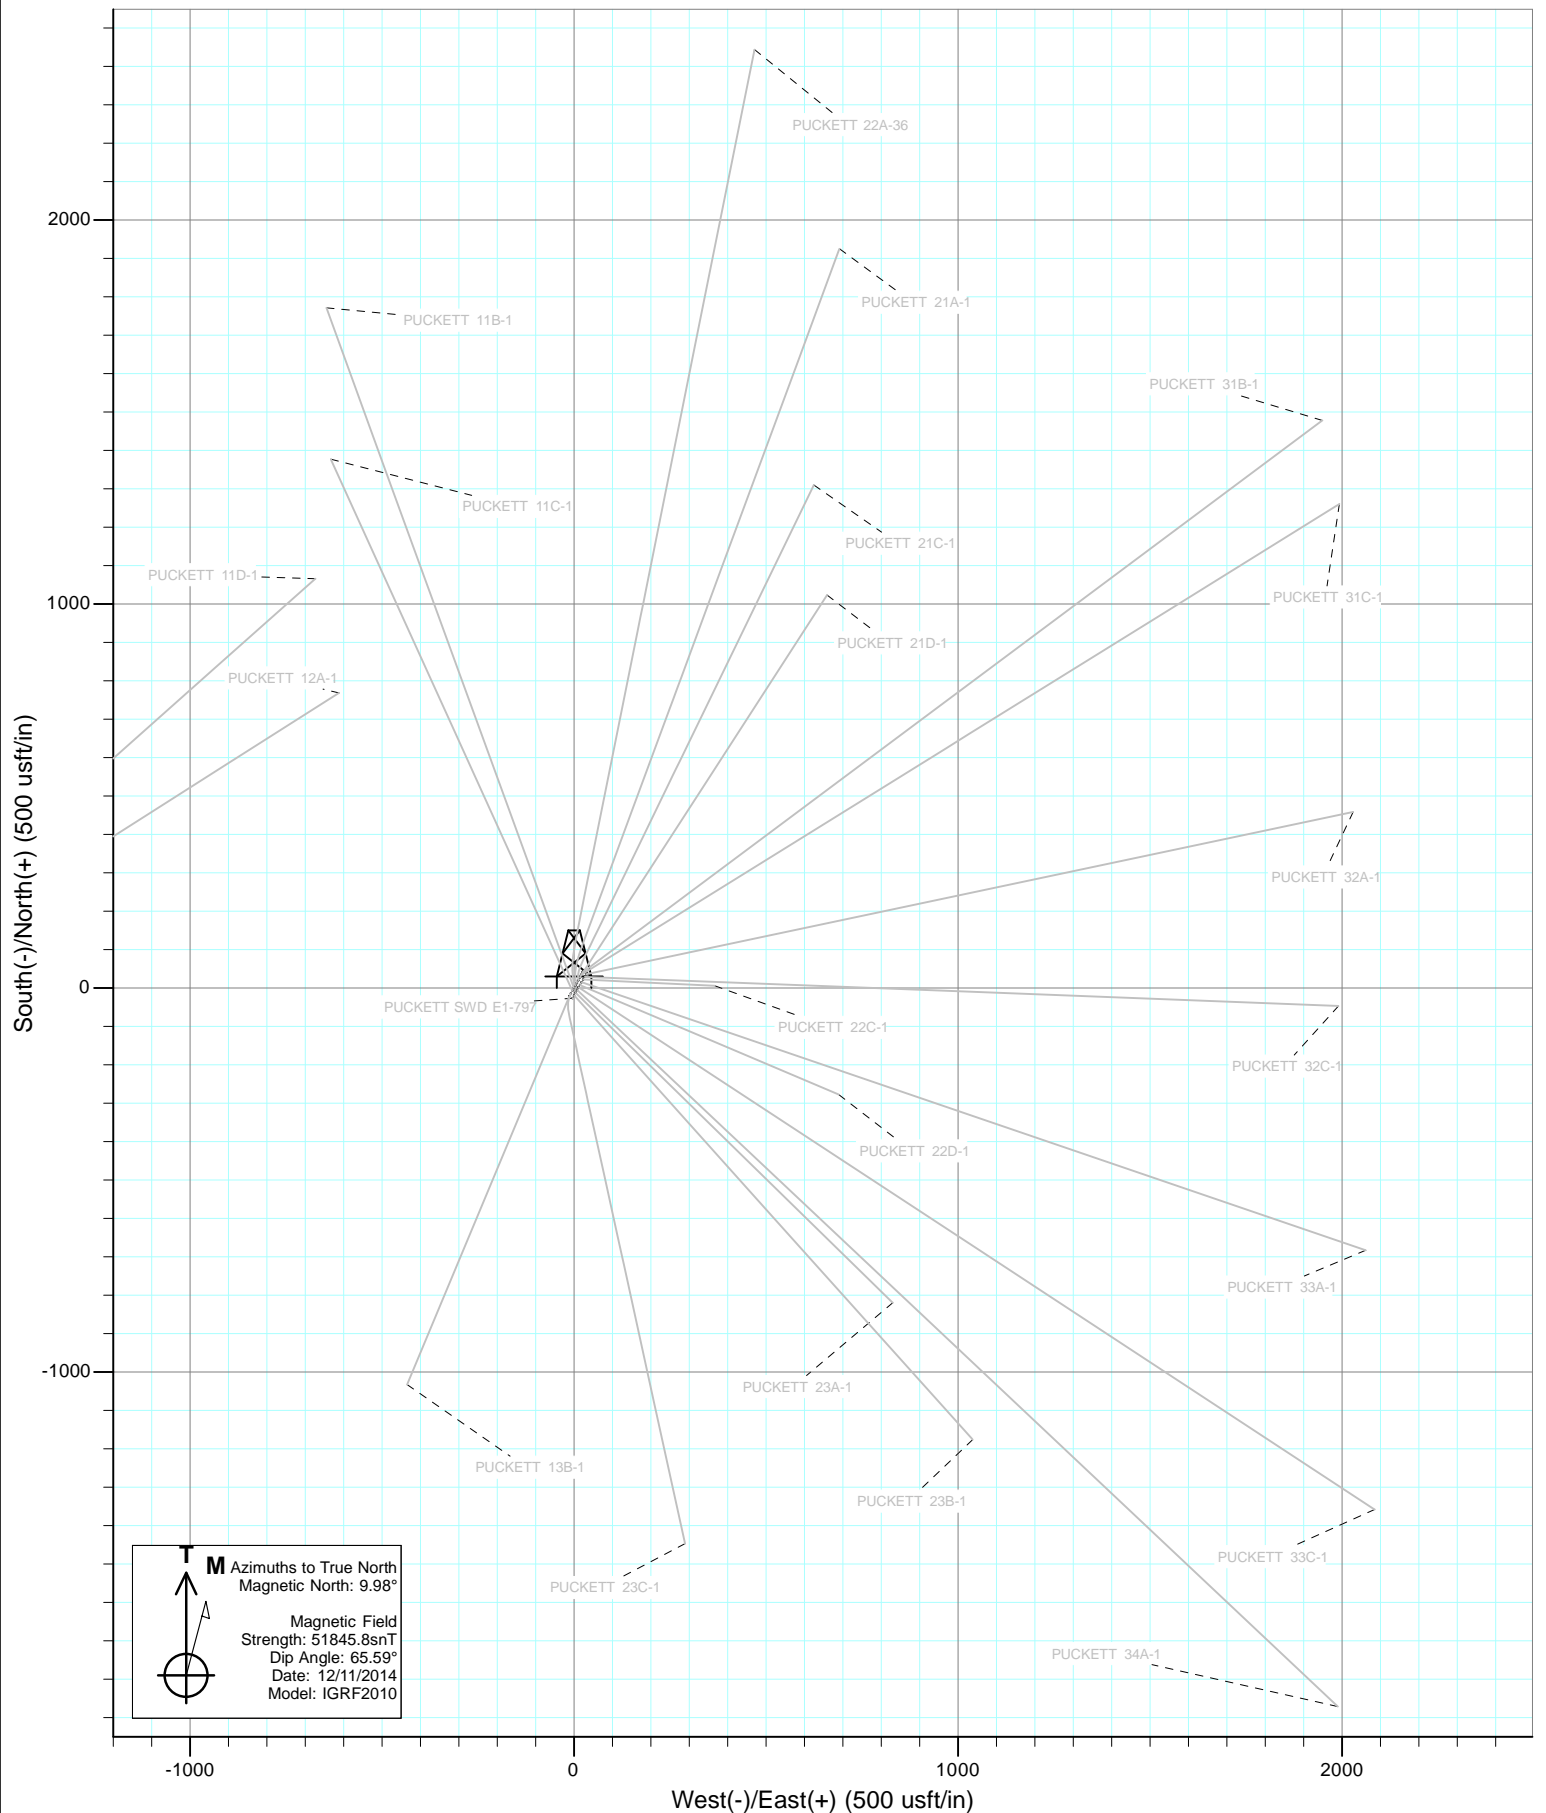 PUCKETT 22A-36
2000
PUCKETT 21A-1
PUCKETT 11B-1
PUCKETT 31B-1
PUCKETT 11C-1
PUCKETT 21C-1
PUCKETT 11D-1
PUCKETT 31C-1
1000
PUCKETT 21D-1
PUCKETT 12A-1
South(-)/North(+) (500 usft/in)
PUCKETT 32A-1
0
PUCKETT SWD E1-797
PUCKETT 22C-1
PUCKETT 32C-1
PUCKETT 22D-1
PUCKETT 33A-1
-1000
PUCKETT 23A-1
PUCKETT 13B-1
PUCKETT 23B-1
PUCKETT 33C-1
PUCKETT 23C-1
PUCKETT 34A-1
T
M
Azimuths to True North
Magnetic North: 9.98°
Magnetic Field
Strength: 51845.8snT
Dip Angle: 65.59°
Date: 12/11/2014
Model: IGRF2010
-1000
0
1000
2000
West(-)/East(+) (500 usft/in)